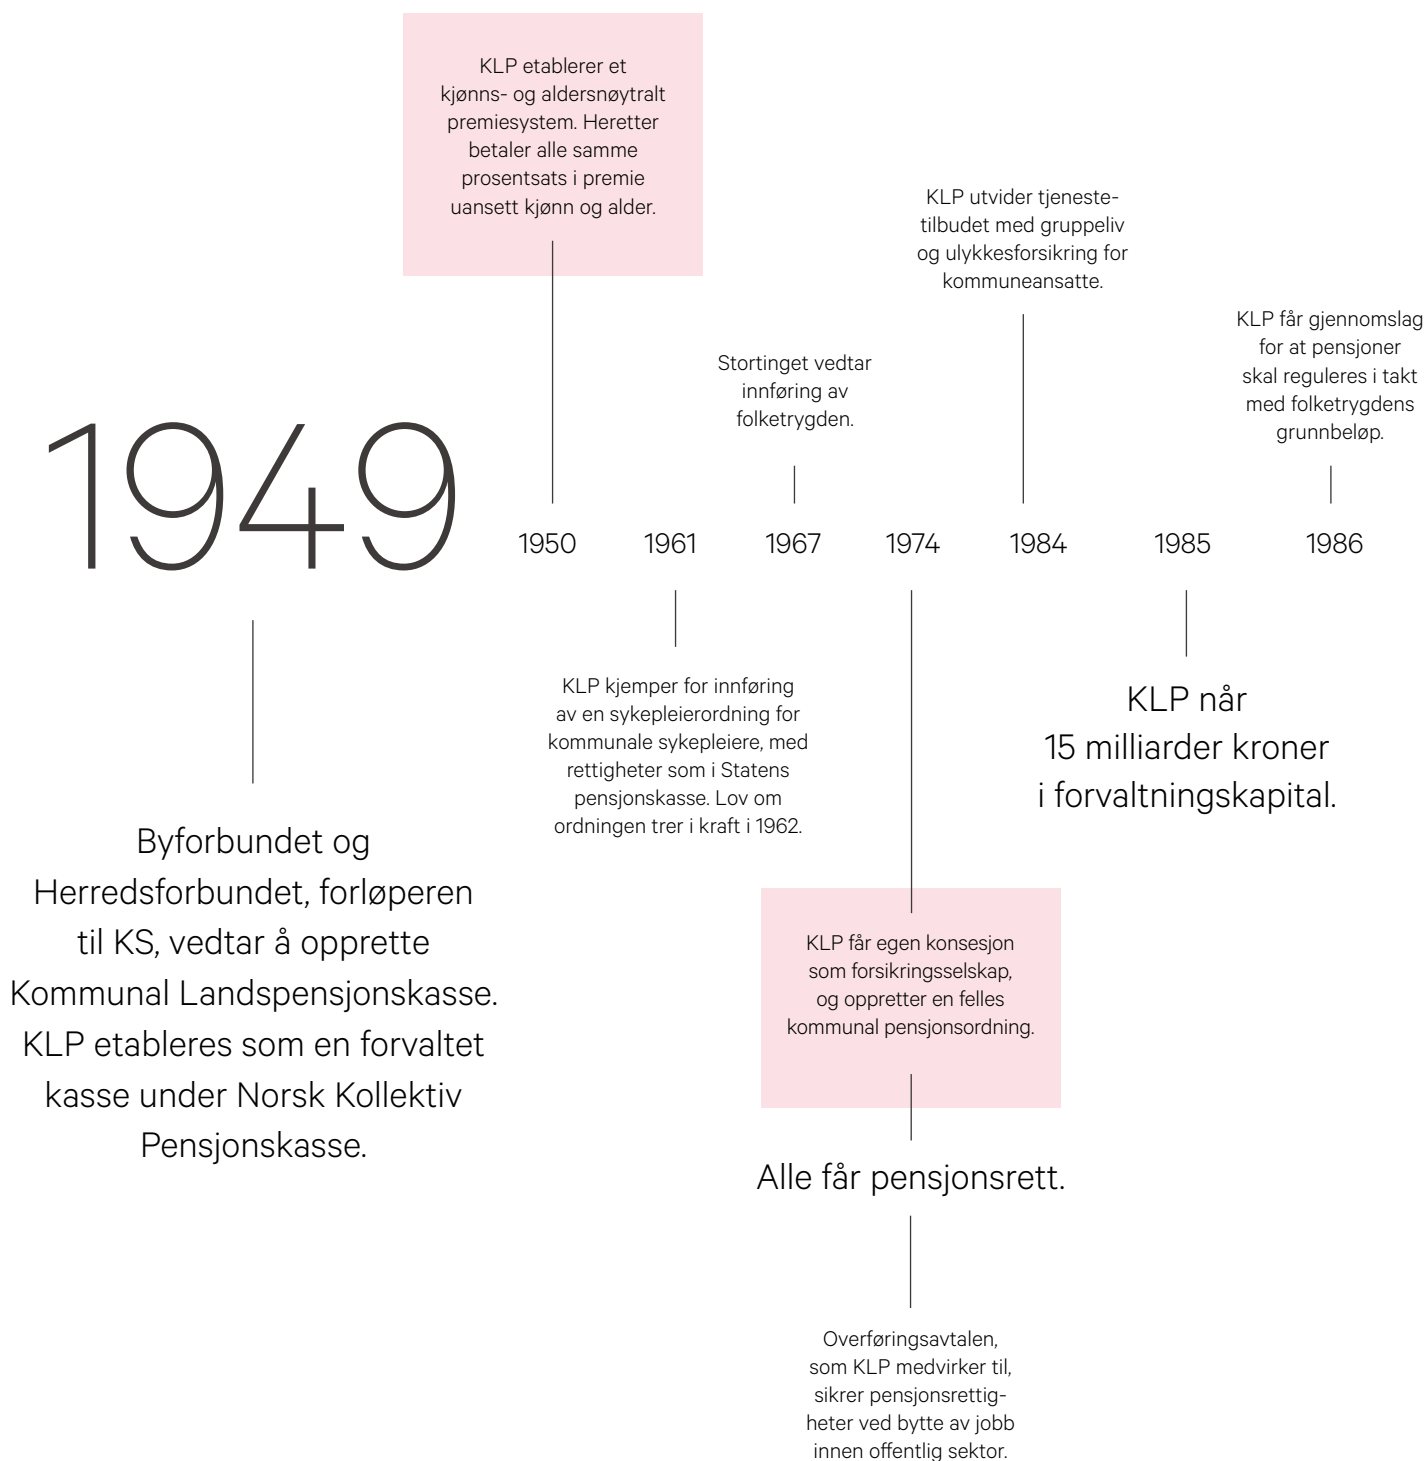 KLP etablerer et
kjønns- og aldersnøytralt
premiesystem. Heretter
betaler alle samme
prosentsats i premie
uansett kjønn og alder.
KLP utvider tjeneste-
tilbudet med gruppeliv
og ulykkesforsikring for
kommuneansatte.
KLP får gjennomslag
for at pensjoner
skal reguleres i takt
med folketrygdens
grunnbeløp.
Stortinget vedtar
innføring av
folketrygden.
1949
1950
1961
1967
1974
1984
1985
1986
Byforbundet og
Herredsforbundet, forløperen
til KS, vedtar å opprette
Kommunal Landspensjonskasse.
KLP etableres som en forvaltet
kasse under Norsk Kollektiv
Pensjonskasse.
KLP kjemper for innføring
av en sykepleierordning for
kommunale sykepleiere, med
rettigheter som i Statens
pensjonskasse. Lov om
ordningen trer i kraft i 1962.
KLP når
15 milliarder kroner
i forvaltningskapital.
KLP får egen konsesjon
som forsikringsselskap,
og oppretter en felles
kommunal pensjonsordning.
Alle får pensjonsrett.
Overføringsavtalen,
som KLP medvirker til,
sikrer pensjonsrettig-
heter ved bytte av jobb
innen offentlig sektor.